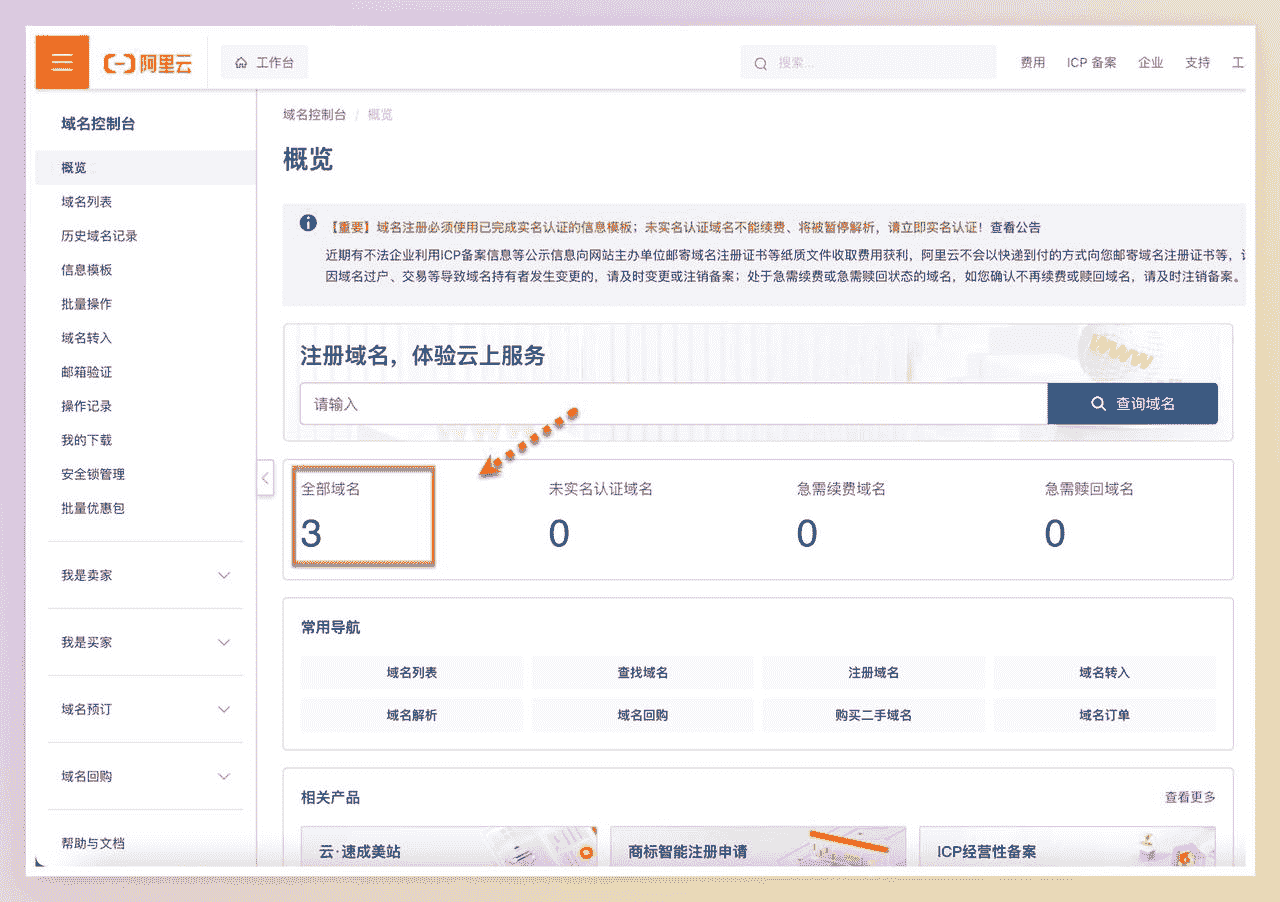 阿里云
工作台
搜索...
费用
ICP 备案
企业
支持
工
域名控制台
概览
域名列表
历史域名记录
信息模板
批量操作
域名转入
邮箱验证
操作记录
我的下载
安全锁管理
批量优惠包
我是卖家
我是买家
域名预订
域名回购
帮助与文档
域名控制台 / 概览
概览
【重要】域名注册必须使用已完成实名认证的信息模板；未实名认证域名不能续费、将被暂停解析，请立即实名认证！查看公告
近期有不法企业利用ICP备案信息等公示信息向网站主办单位邮寄域名注册证书等纸质文件收取费用获利，阿里云不会以快递到付的方式向您邮寄域名注册证书等，
因域名过户、交易等导致域名持有者发生变更的，请及时变更或注销备案；处于急需续费或急需赎回状态的域名，如您确认不再续费或赎回域名，请及时注销备案。
注册域名，体验云上服务
www
请输入
查询域名
全部域名
3
未实名认证域名
0
急需续费域名
0
急需赎回域名
0
常用导航
域名列表
查找域名
注册域名
域名转入
域名解析
域名回购
购买二手域名
域名订单
相关产品
查看更多
云·速成美站
商标智能注册申请
ICP经营性备案